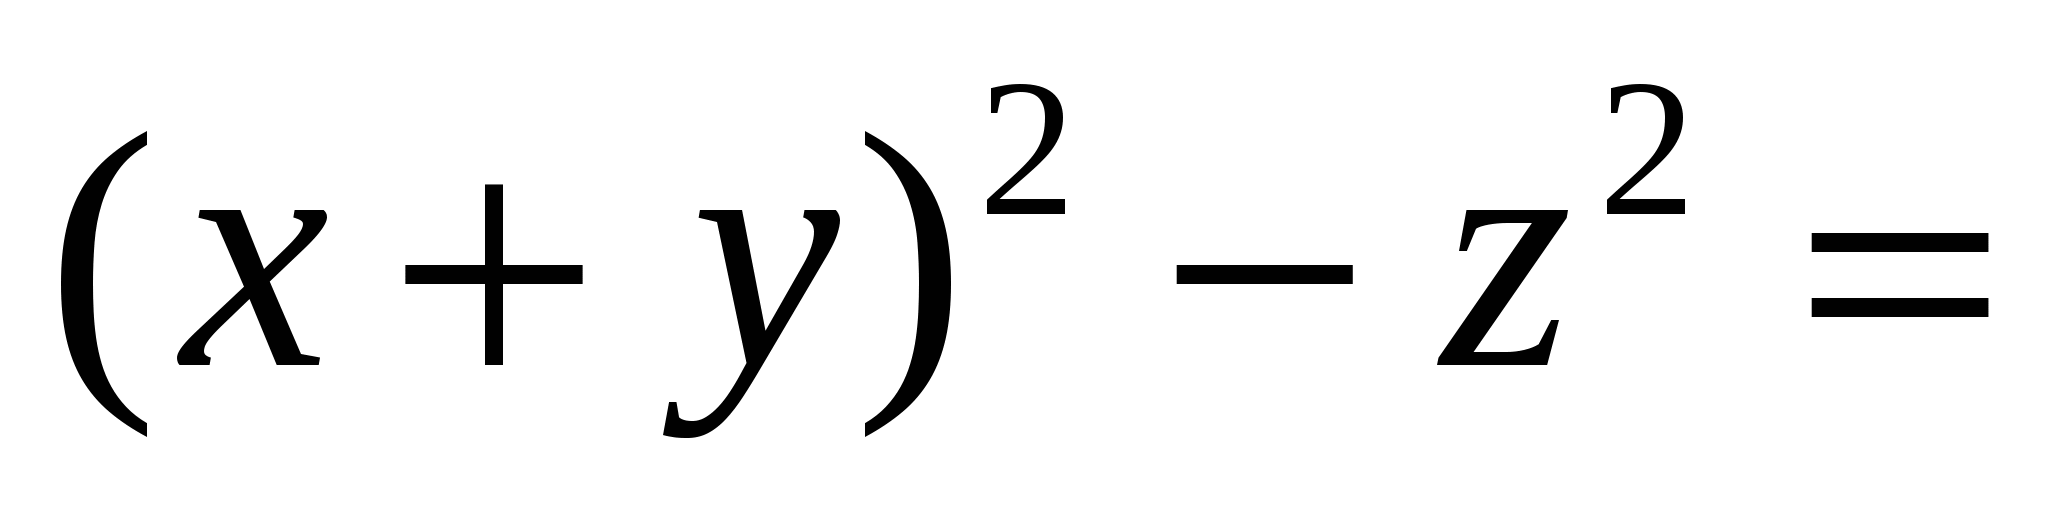 (x + y)² − z² =